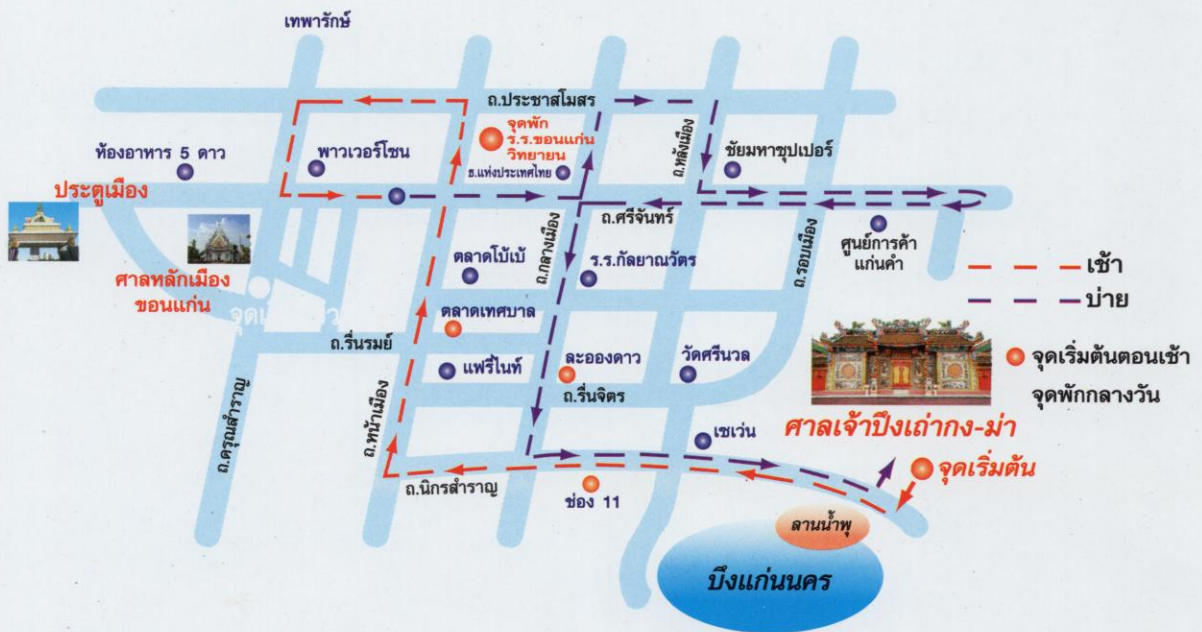 เทพารักษ์
ถ.ประชาสโมสร
จุดพัก
ร.ร.ขอนแก่น
วิทยายน
ถ.หลังเมือง
ชัยมหาซุปเปอร์
ห้องอาหาร 5 ดาว
พาวเวอร์โซน
ธ.แห่งประเทศไทย
ประตูเมือง
ถ.ศรีจันทร์
ศูนย์การค้า
แก่นคำ
ถ.กลางเมือง
ถ.รอบเมือง
ตลาดโบ้เบ้
ร.ร.กัลยาณวัตร
ศาลหลักเมือง
ขอนแก่น
เช้า
บ่าย
ตลาดเทศบาล
ถ.รื่นรมย์
แฟรี่ไนท์
ละอองดาว
วัดศรีนวล
จุดเริ่มต้นตอนเช้า
จุดพักกลางวัน
ถ.รื่นจิตร
ถ.ดรุณสำราญ
ถ.หน้าเมือง
ศาลเจ้าปึงเถ่ากง-ม่า
เซเว่น
จุดเริ่มต้น
ถ.นิกรสำราญ
ช่อง 11
ลานน้ำพุ
บึงแก่นนคร